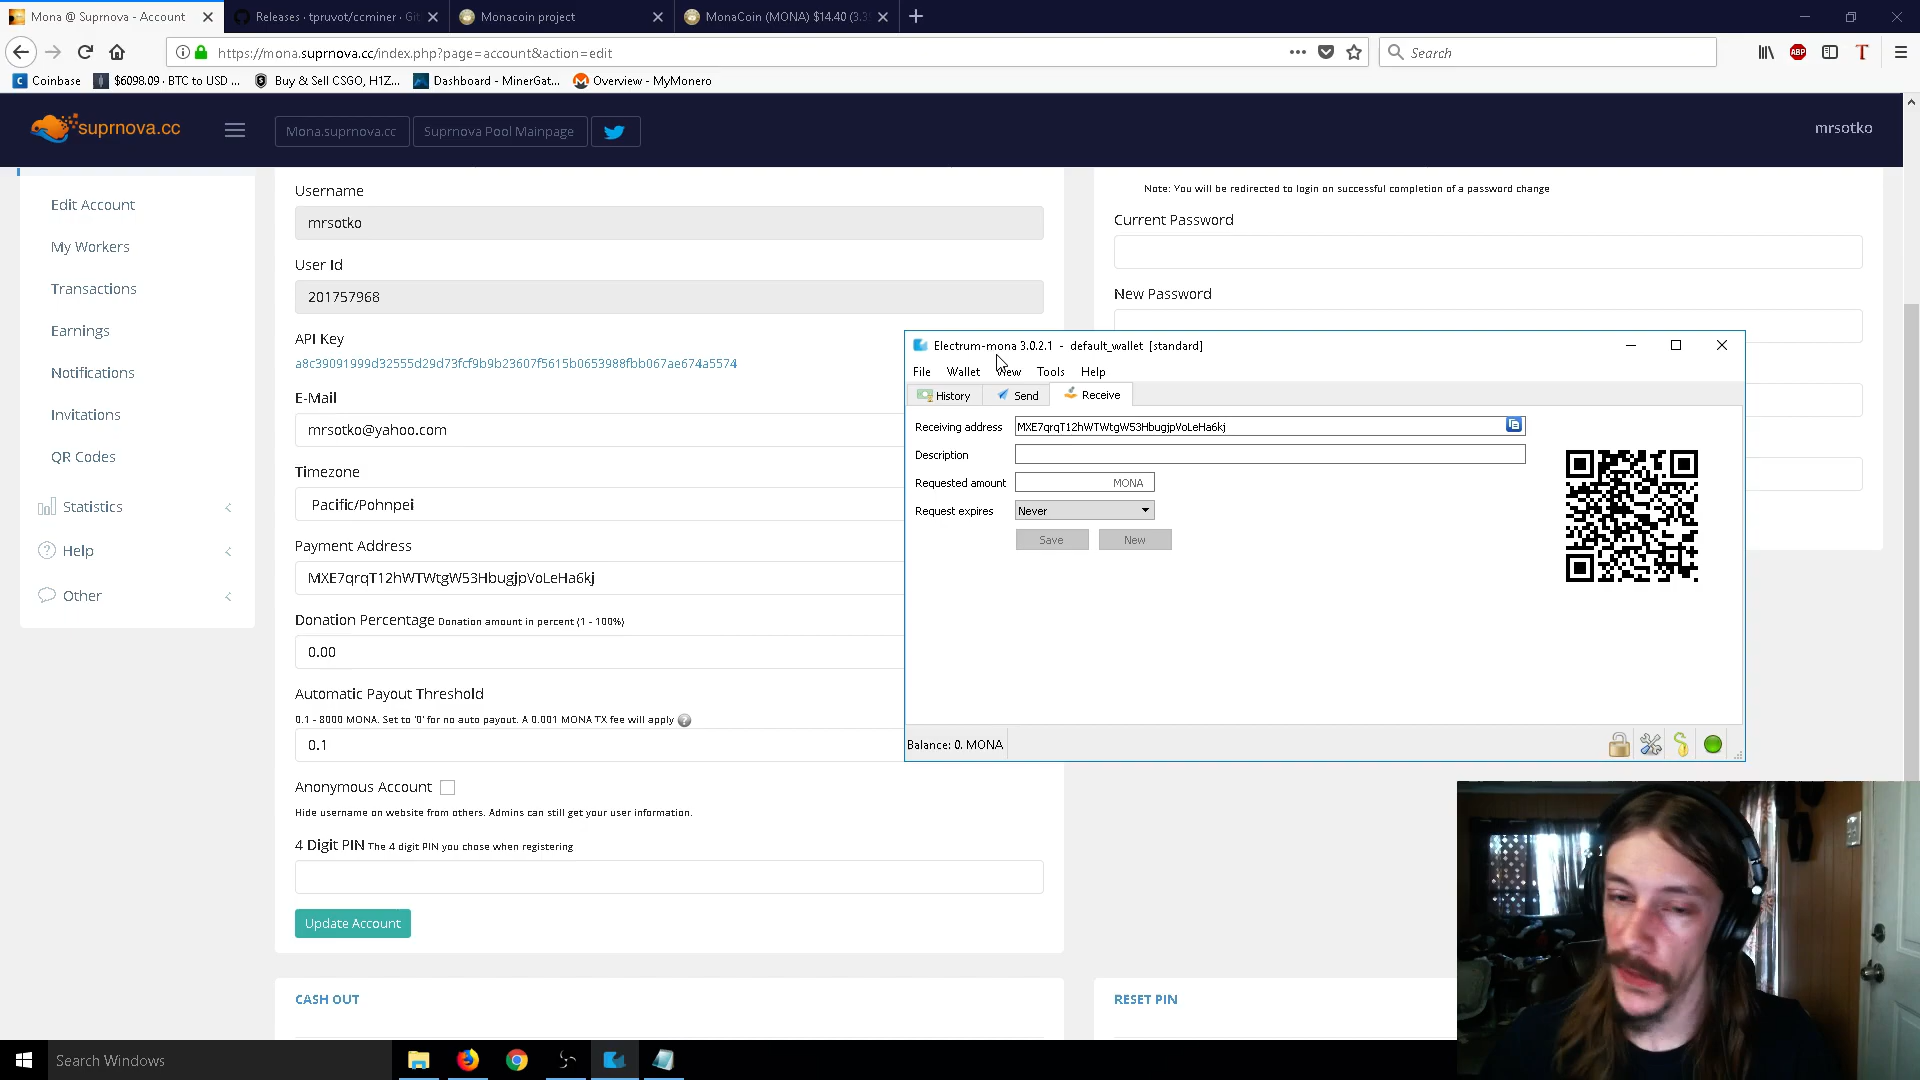 Mona @ Suprnova - Account
Releases · tpruvot/ccminer · Git
Monacoin project
MonaCoin (MONA) $14.40 (3.3
https://mona.suprnova.cc/index.php?page=account&action=edit
Search
Coinbase
$6098.09 · BTC to USD ...
Buy & Sell CSGO, H1Z...
Dashboard - MinerGat...
Overview - MyMonero
suprnova.cc
Mona.suprnova.cc
Suprnova Pool Mainpage
mrsotko
Edit Account
My Workers
Transactions
Earnings
Notifications
Invitations
QR Codes
Statistics
Help
Other
Username
mrsotko
User Id
201757968
API Key
a8c39091999d32555d29d73fcf9b9b23607f5615b0653988fbb067ae674a5574
E-Mail
mrsotko@yahoo.com
Timezone
Pacific/Pohnpei
Payment Address
MXE7qrqT12hWTWtgW53HbugjpVoLeHa6kj
Donation Percentage Donation amount in percent (1 - 100%)
0.00
Automatic Payout Threshold
0.1 - 8000 MONA. Set to '0' for no auto payout. A 0.001 MONA TX fee will apply
0.1
Anonymous Account
Hide username on website from others. Admins can still get your user information.
4 Digit PIN The 4 digit PIN you chose when registering
Update Account
CASH OUT
Note: You will be redirected to login on successful completion of a password change
Current Password
New Password
Electrum-mona 3.0.2.1 - default_wallet [standard]
File Wallet View Tools Help
History Send Receive
Receiving address MXE7qrqT12hWTWtgW53HbugjpVoLeHa6kj
Description
Requested amount MONA
Request expires Never
Save New
Balance: 0. MONA
RESET PIN
Search Windows